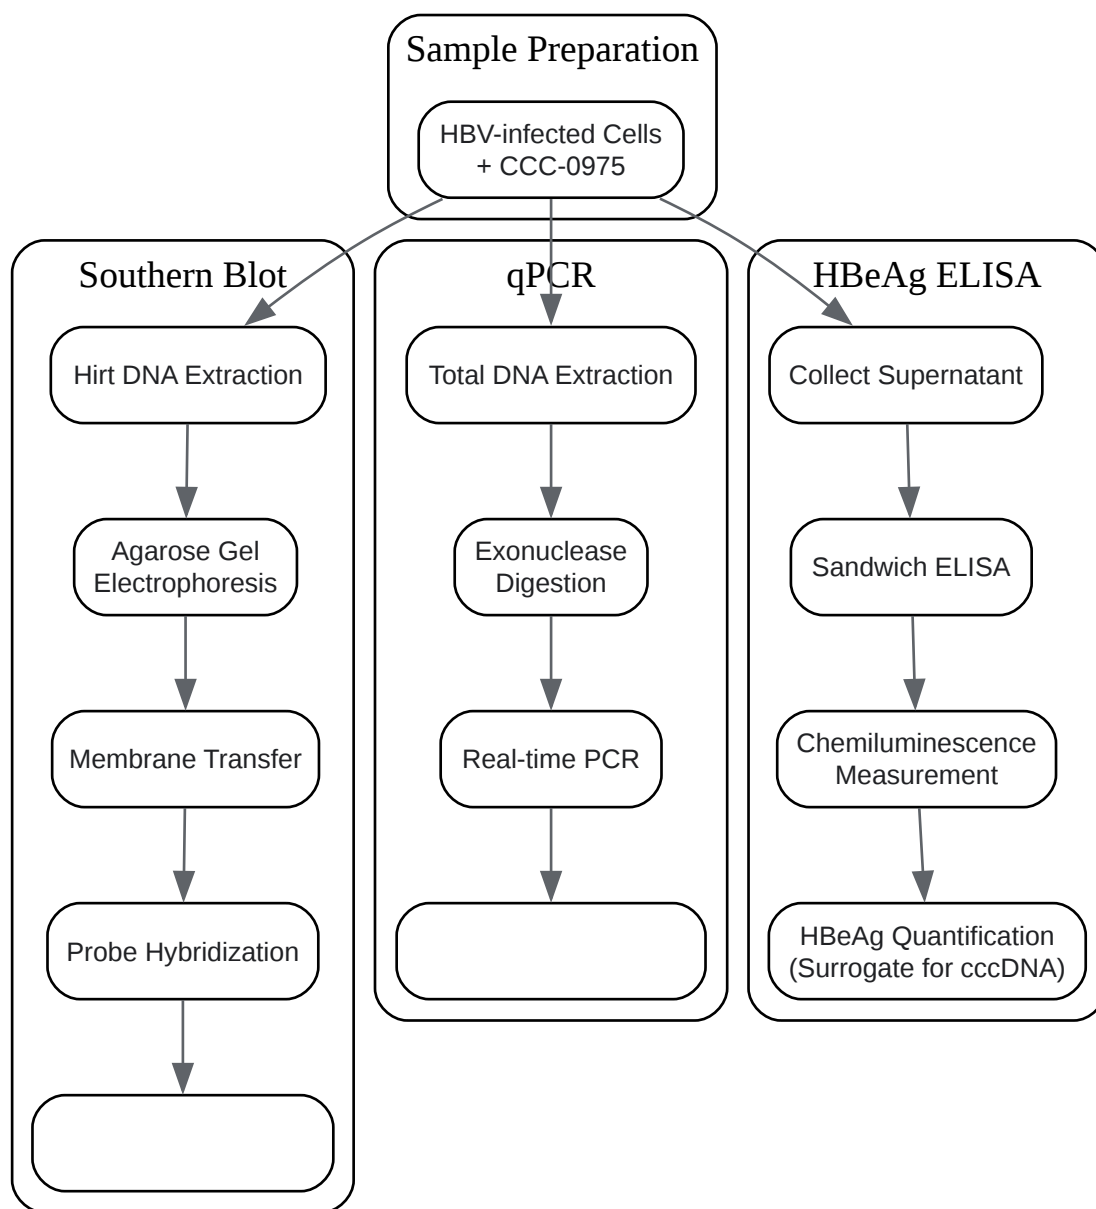 Sample Preparation
HBV-infected Cells
+ CCC-0975
Southern Blot
Hirt DNA Extraction
Agarose Gel
Electrophoresis
Membrane Transfer
Probe Hybridization
qPCR
Total DNA Extraction
Exonuclease
Digestion
Real-time PCR
HBeAg ELISA
Collect Supernatant
Sandwich ELISA
Chemiluminescence
Measurement
HBeAg Quantification
(Surrogate for cccDNA)